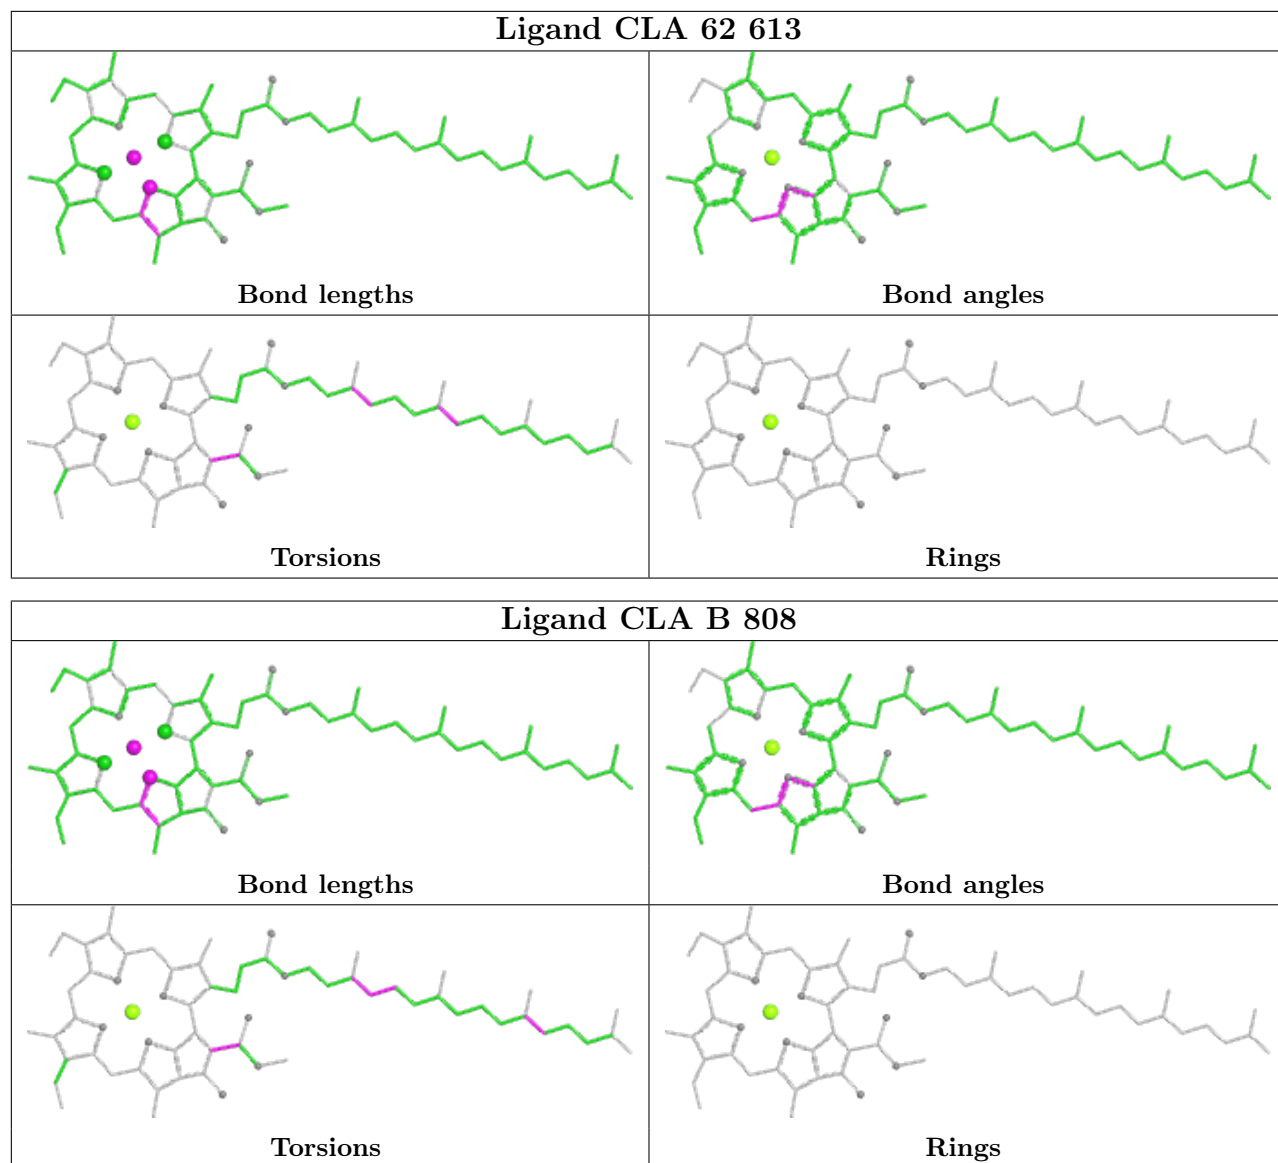 Ligand CLA 62 613
Bond lengths
Bond angles
Torsions
Rings
Ligand CLA B 808
Bond lengths
Bond angles
Torsions
Rings